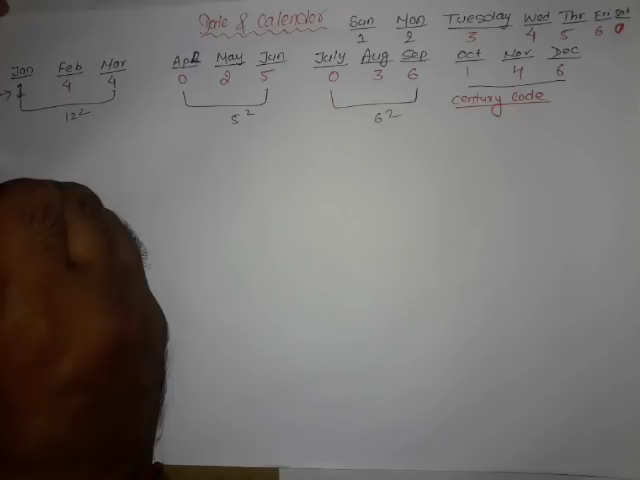 Date & Calendar Sun Mon Tuesday Wed Thr Fri Sat
1 2 3 4 5 6 0
Jan Feb Mar Apr May Jun July Aug Sep Oct Nov Dec
1 4 4 0 2 5 0 3 6 1 4 6
12² 5² 6² Century Code